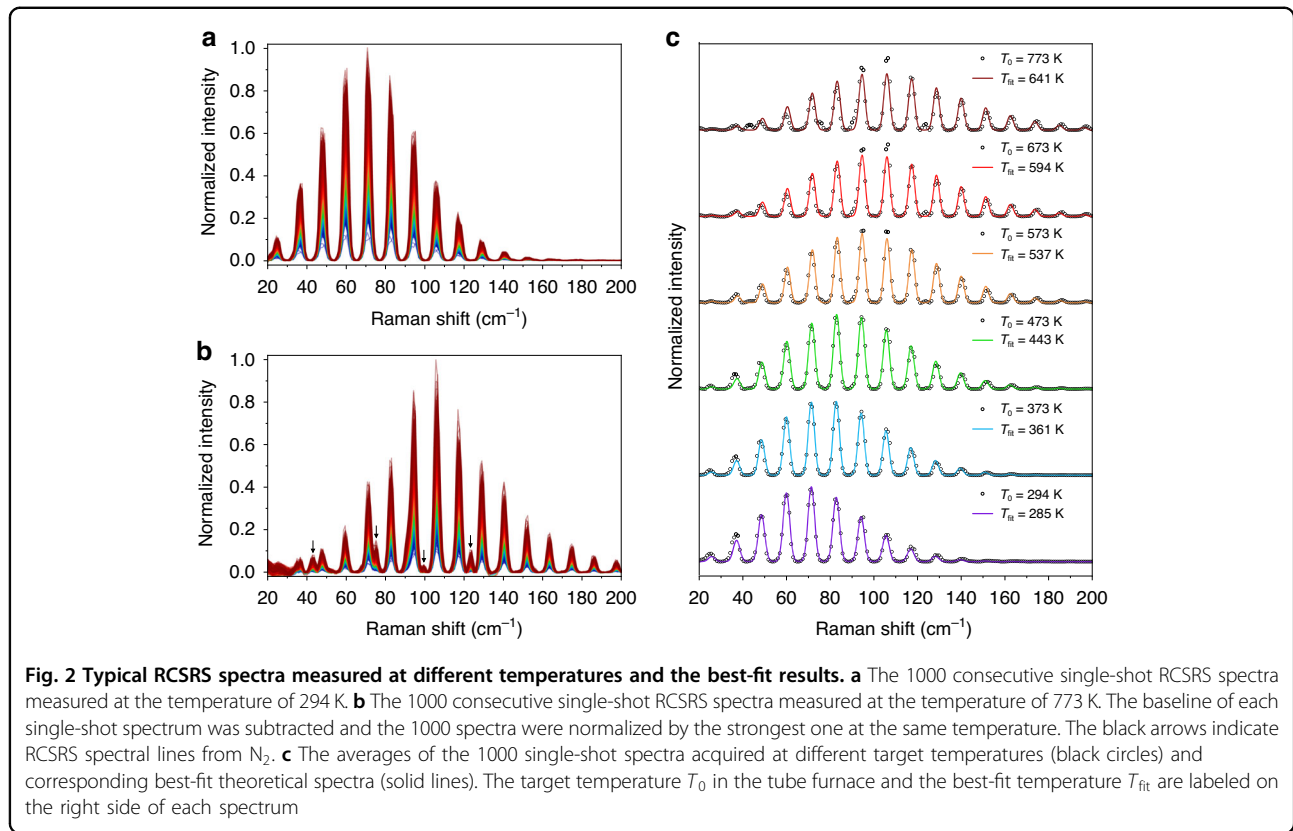 a
Normalized intensity
1.0
0.8
0.6
0.4
0.2
0.0
20 40 60 80 100 120 140 160 180 200
Raman shift (cm⁻¹)
b
Normalized intensity
1.0
0.8
0.6
0.4
0.2
0.0
20 40 60 80 100 120 140 160 180 200
Raman shift (cm⁻¹)
c
Normalized intensity
T₀ = 773 K
T_fit = 641 K
T₀ = 673 K
T_fit = 594 K
T₀ = 573 K
T_fit = 537 K
T₀ = 473 K
T_fit = 443 K
T₀ = 373 K
T_fit = 361 K
T₀ = 294 K
T_fit = 285 K
20 40 60 80 100 120 140 160 180 200
Raman shift (cm⁻¹)
Fig. 2 Typical RCSRS spectra measured at different temperatures and the best-fit results. a The 1000 consecutive single-shot RCSRS spectra
measured at the temperature of 294 K. b The 1000 consecutive single-shot RCSRS spectra measured at the temperature of 773 K. The baseline of each
single-shot spectrum was subtracted and the 1000 spectra were normalized by the strongest one at the same temperature. The black arrows indicate
RCSRS spectral lines from N₂. c The averages of the 1000 single-shot spectra acquired at different target temperatures (black circles) and
corresponding best-fit theoretical spectra (solid lines). The target temperature T₀ in the tube furnace and the best-fit temperature T_fit are labeled on
the right side of each spectrum